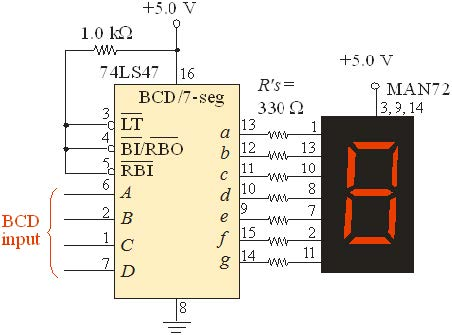 +5.0 V
1.0 kΩ
+5.0 V
74LS47
16
R's =
MAN72
BCD/7-seg
330 Ω
3, 9, 14
3
LT
a
13
1
4
BI/RBO
b
12
13
5
RBI
c
11
10
6
A
d
10
8
BCD
input
2
B
e
9
7
1
C
f
15
2
7
D
g
14
11
8